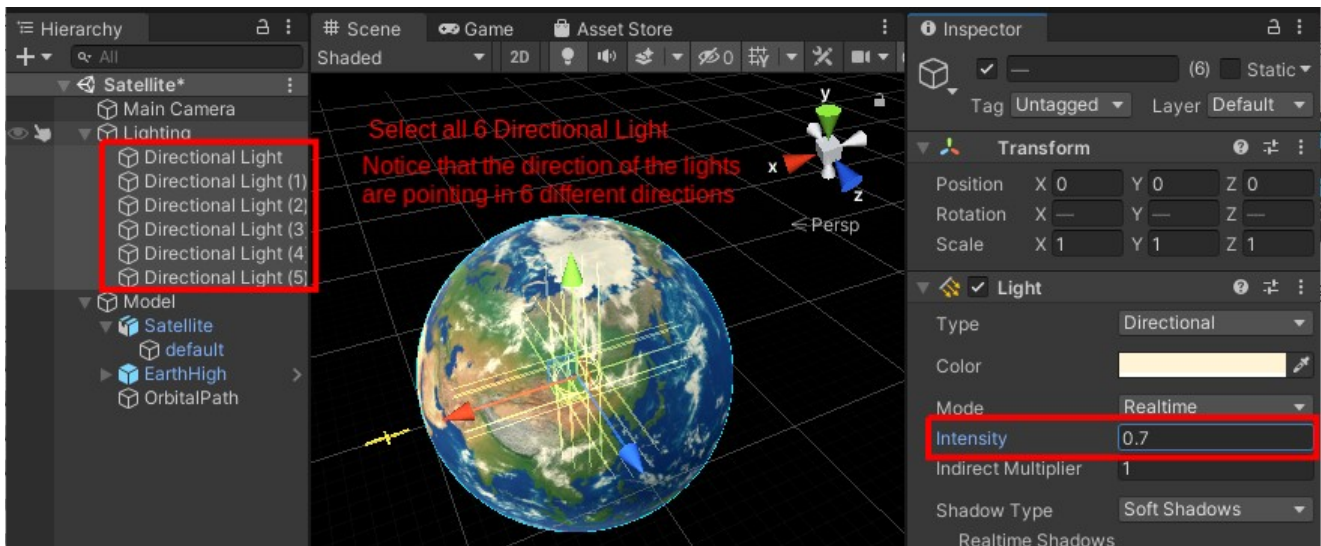 Hierarchy
All
Satellite*
Main Camera
Lighting
Directional Light
Directional Light (1)
Directional Light (2)
Directional Light (3
Directional Light (4
Directional Light (5)
Model
Satellite
default
EarthHigh
OrbitalPath
Scene Game Asset Store
Shaded 2D 0
Select all 6 Directional Light
Notice that the direction of the lights
are pointing in 6 different directions
y
x
z
Persp
Inspector
— (6) Static
Tag Untagged Layer Default
Transform
Position X 0 Y 0 Z 0
Rotation X — Y — Z —
Scale X 1 Y 1 Z 1
Light
Type Directional
Color
Mode Realtime
Intensity 0.7
Indirect Multiplier 1
Shadow Type Soft Shadows
Realtime Shadows